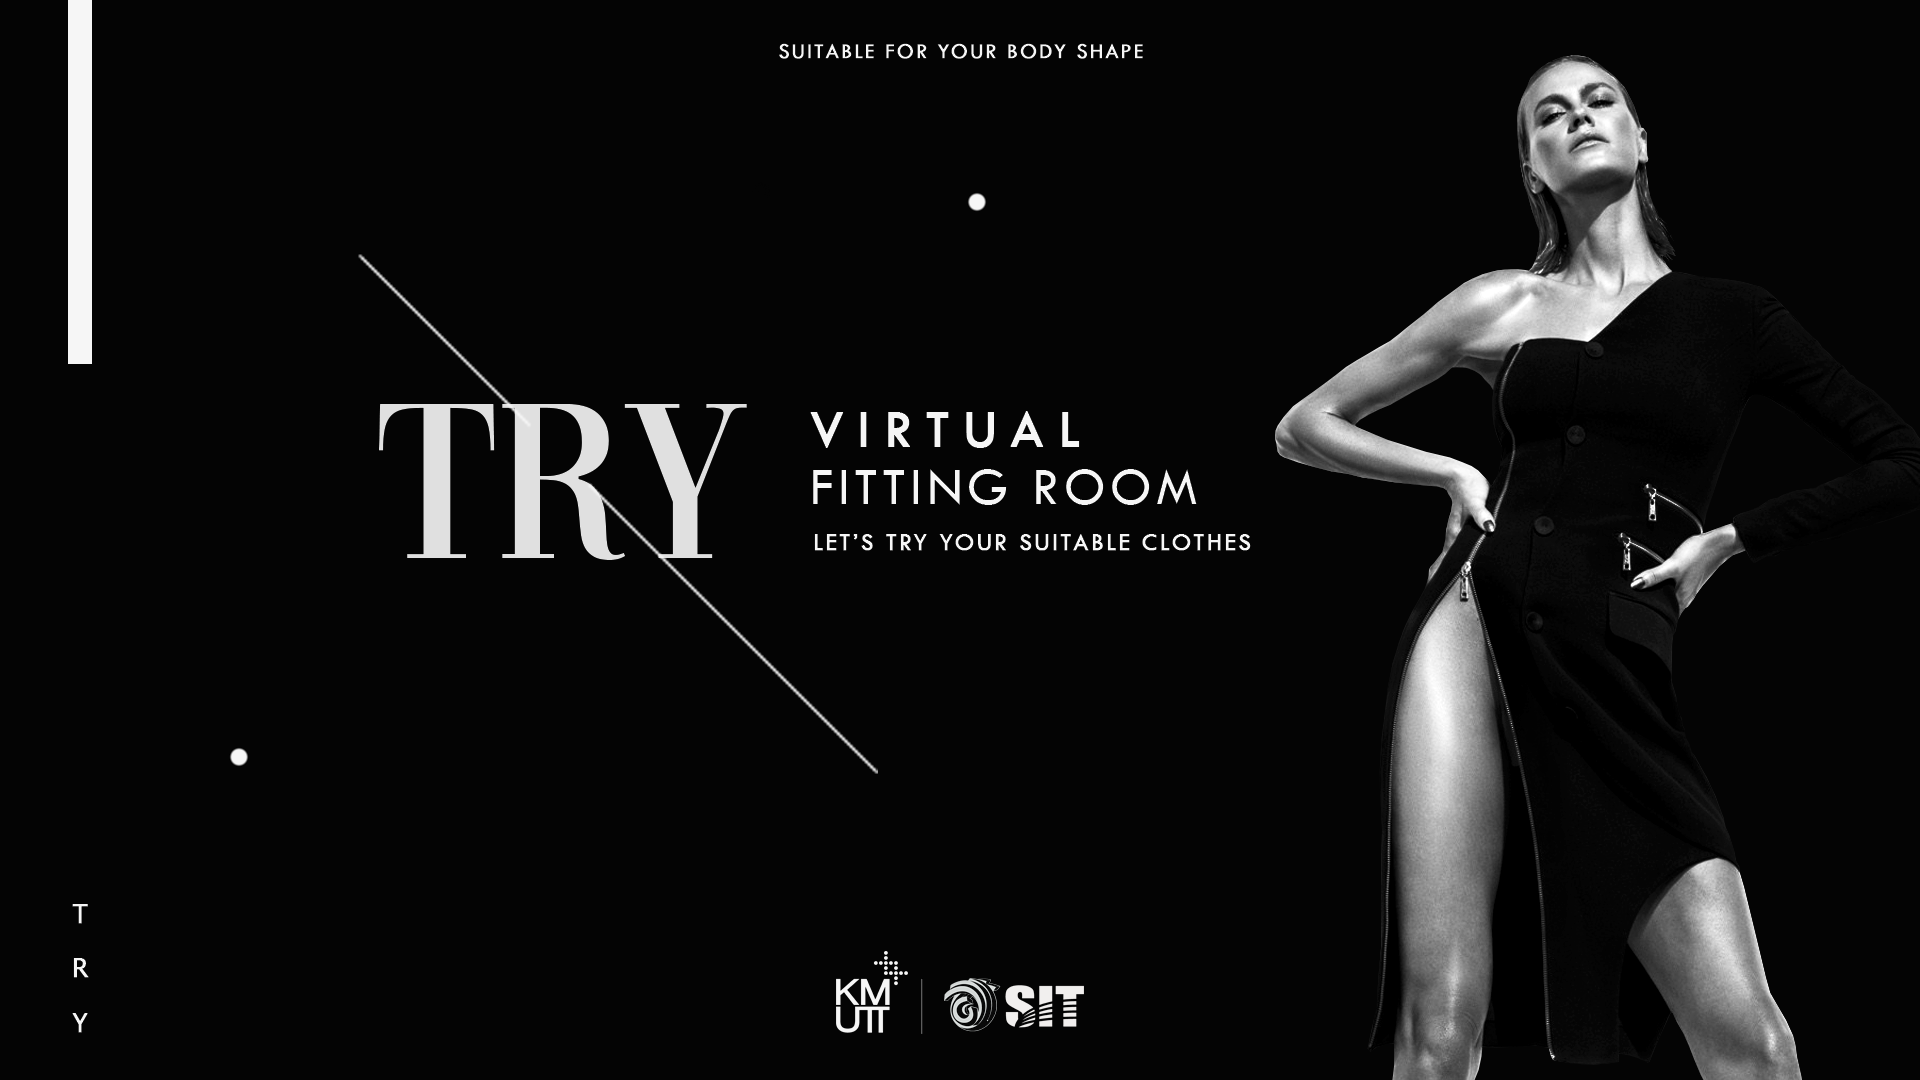 SUITABLE FOR YOUR BODY SHAPE
TRY
VIRTUAL
FITTING ROOM
LET'S TRY YOUR SUITABLE CLOTHES
T
R
Y
KM
UTT
SIT